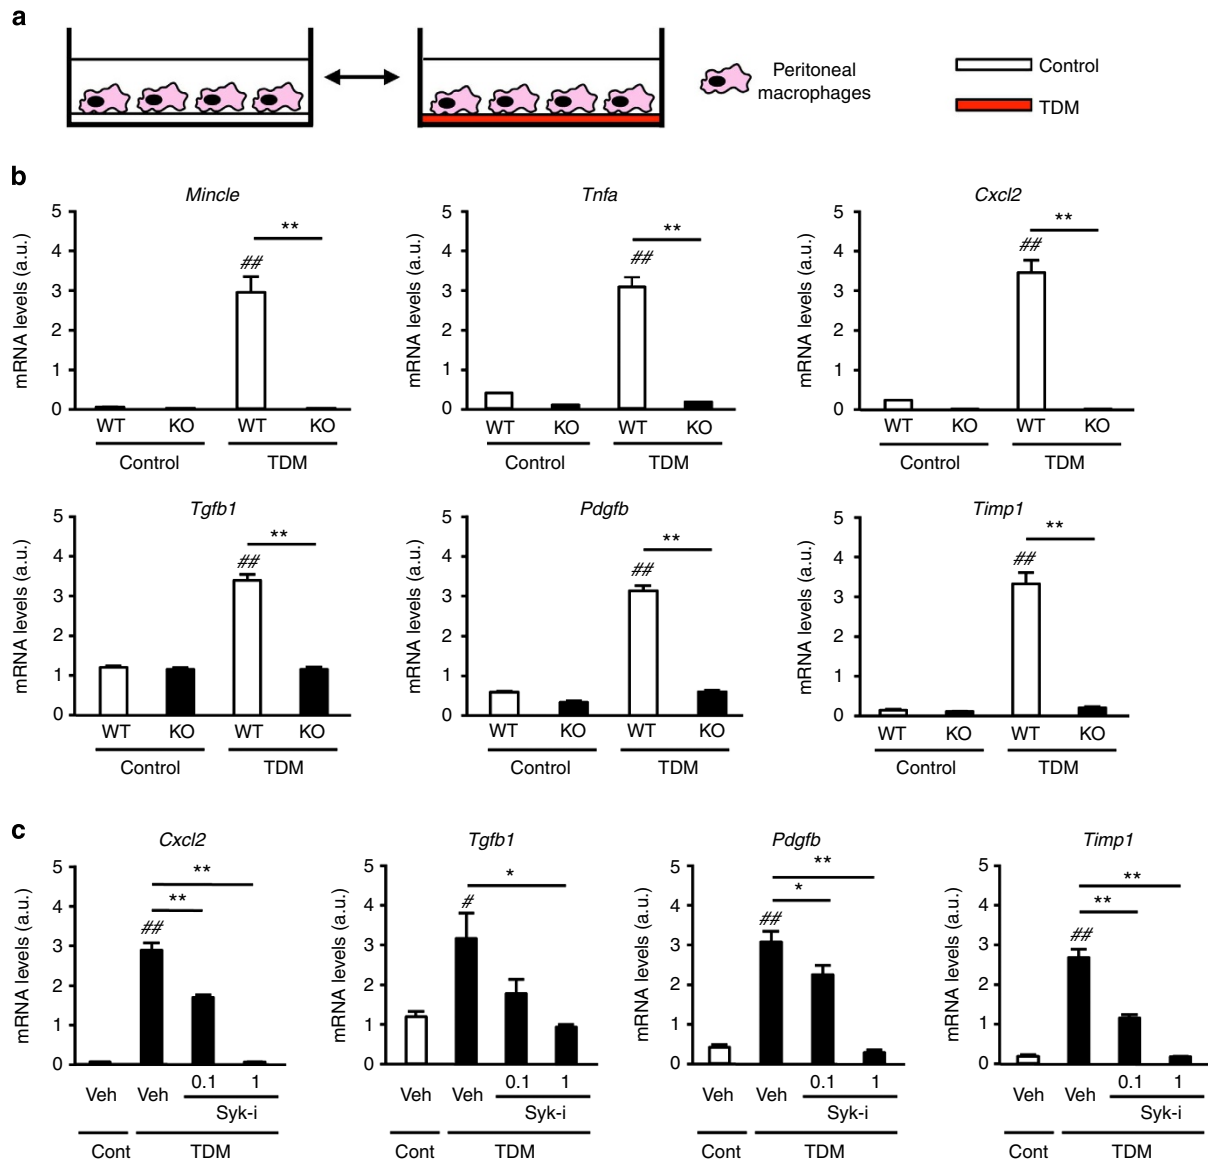 a
Peritoneal
macrophages
Control
TDM
b
Mincle
mRNA levels (a.u.)
5
4
3
2
1
0
##
**
WT KO WT KO
Control TDM
Tnfa
mRNA levels (a.u.)
5
4
3
2
1
0
##
**
WT KO WT KO
Control TDM
Cxcl2
mRNA levels (a.u.)
5
4
3
2
1
0
##
**
WT KO WT KO
Control TDM
Tgfb1
mRNA levels (a.u.)
5
4
3
2
1
0
##
**
WT KO WT KO
Control TDM
Pdgfb
mRNA levels (a.u.)
5
4
3
2
1
0
##
**
WT KO WT KO
Control TDM
Timp1
mRNA levels (a.u.)
5
4
3
2
1
0
##
**
WT KO WT KO
Control TDM
c
Cxcl2
mRNA levels (a.u.)
5
4
3
2
1
0
**
**
##
Veh Veh 0.1 1
Syk-i
Cont TDM
Tgfb1
mRNA levels (a.u.)
5
4
3
2
1
0
*
#
Veh Veh 0.1 1
Syk-i
Cont TDM
Pdgfb
mRNA levels (a.u.)
5
4
3
2
1
0
**
*
##
Veh Veh 0.1 1
Syk-i
Cont TDM
Timp1
mRNA levels (a.u.)
5
4
3
2
1
0
**
**
##
Veh Veh 0.1 1
Syk-i
Cont TDM